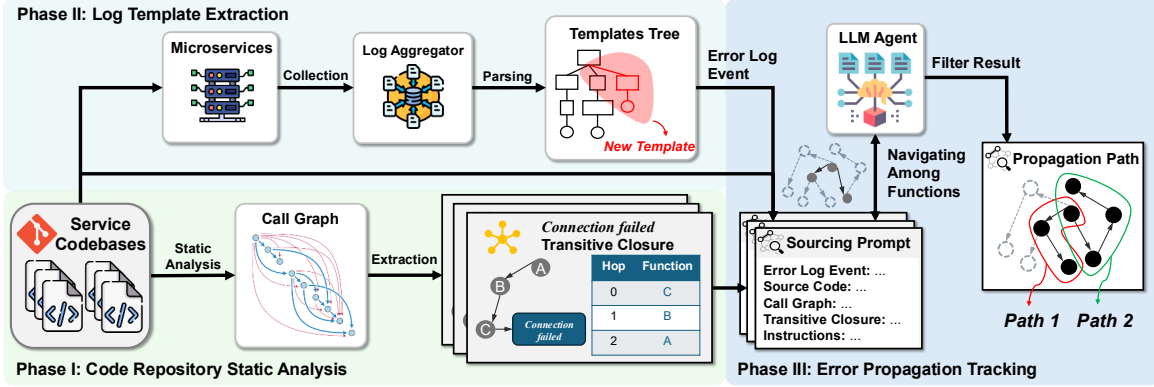 Phase II: Log Template Extraction
Microservices
Collection
Log Aggregator
Parsing
Templates Tree
New Template
Error Log
Event
LLM Agent
Filter Result
Navigating
Among
Functions
Propagation Path
Path 1
Path 2
Service
Codebases
Static
Analysis
Call Graph
Extraction
Connection failed
Transitive Closure
A
B
C
Connection
failed
Hop Function
0 C
1 B
2 A
Sourcing Prompt
Error Log Event: ...
Source Code: ...
Call Graph: ...
Transitive Closure: ...
Instructions: ...
Phase I: Code Repository Static Analysis
Phase III: Error Propagation Tracking